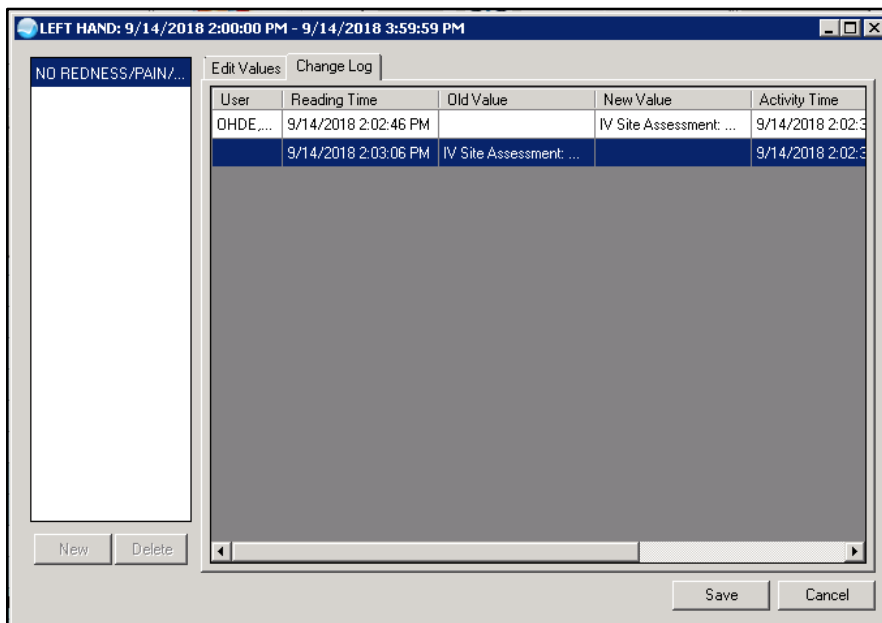 LEFT HAND: 9/14/2018 2:00:00 PM - 9/14/2018 3:59:59 PM
NO REDNESS/PAIN/...
Edit Values Change Log
User Reading Time Old Value New Value Activity Time
OHDE,... 9/14/2018 2:02:46 PM IV Site Assessment: ... 9/14/2018 2:02:3
9/14/2018 2:03:06 PM IV Site Assessment: ... 9/14/2018 2:02:3
New Delete
Save Cancel